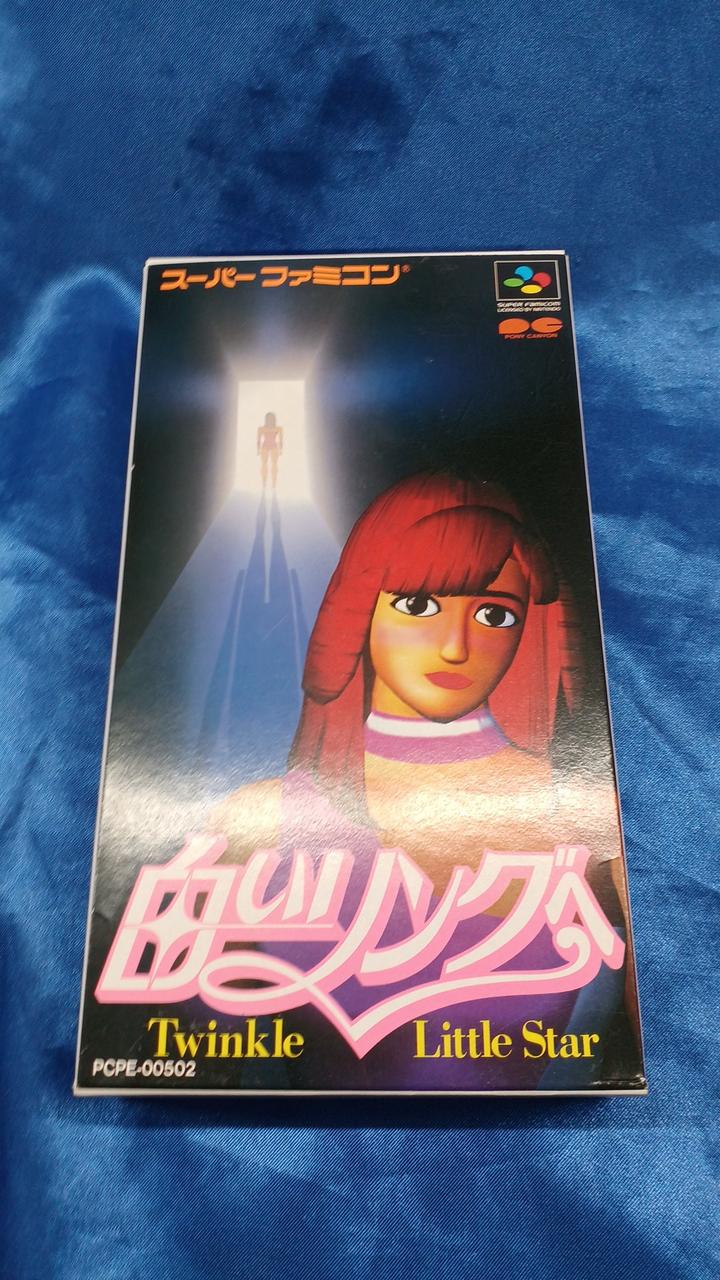 スーパーファミコン®
SUPER FAMICOM
LICENSED BY NINTENDO
PC
PONY CANYON
白いリングへ
Twinkle Little Star
PCPE-00502